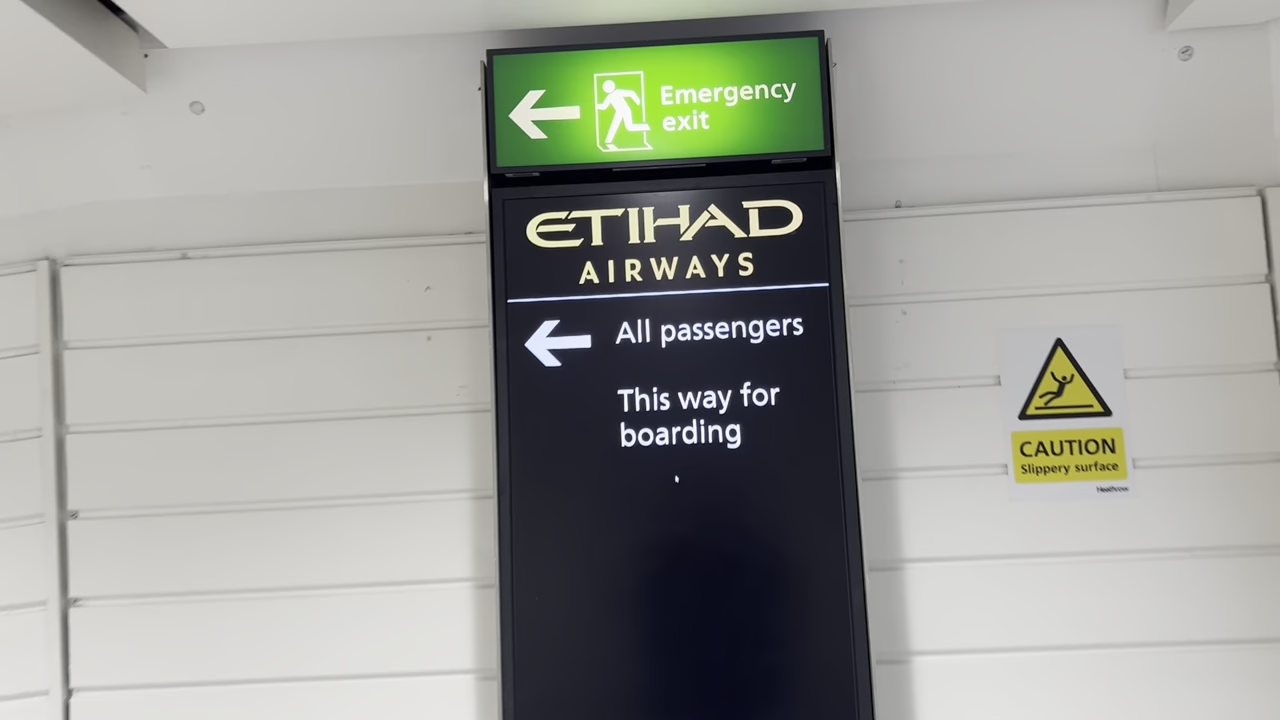 Emergency
exit
ETIHAD
AIRWAYS
All passengers
This way for
boarding
CAUTION
Slippery surface